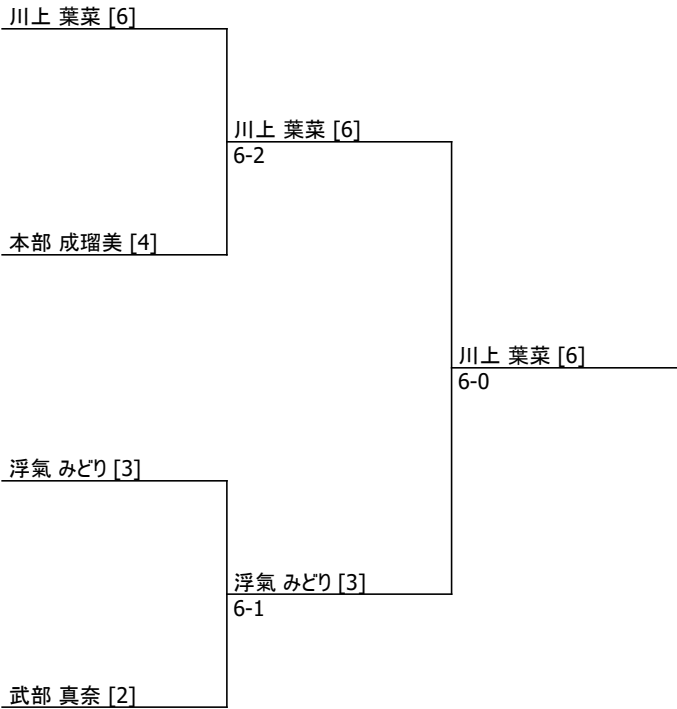 川上 葉菜 [6]
川上 葉菜 [6]
6-2
本部 成瑠美 [4]
川上 葉菜 [6]
6-0
浮氣 みどり [3]
浮氣 みどり [3]
6-1
武部 真奈 [2]